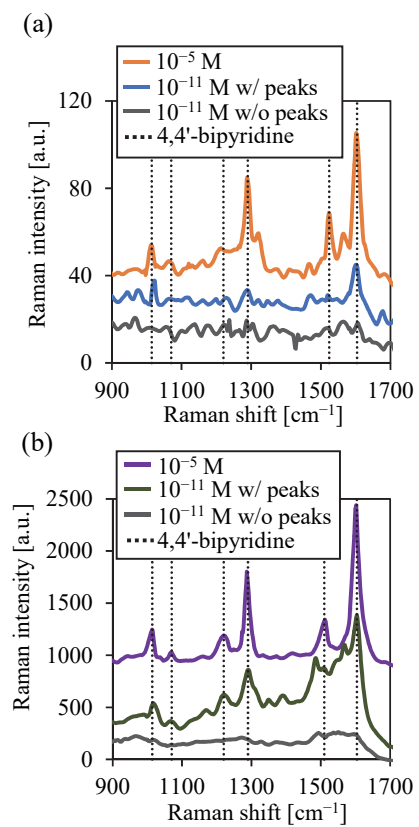 (a)
10⁻⁵ M
10⁻¹¹ M w/ peaks
10⁻¹¹ M w/o peaks
4,4'-bipyridine
120
80
40
0
Raman intensity [a.u.]
900
1100
1300
1500
1700
Raman shift [cm⁻¹]
(b)
10⁻⁵ M
10⁻¹¹ M w/ peaks
10⁻¹¹ M w/o peaks
4,4'-bipyridine
2500
2000
1500
1000
500
0
Raman intensity [a.u.]
900
1100
1300
1500
1700
Raman shift [cm⁻¹]